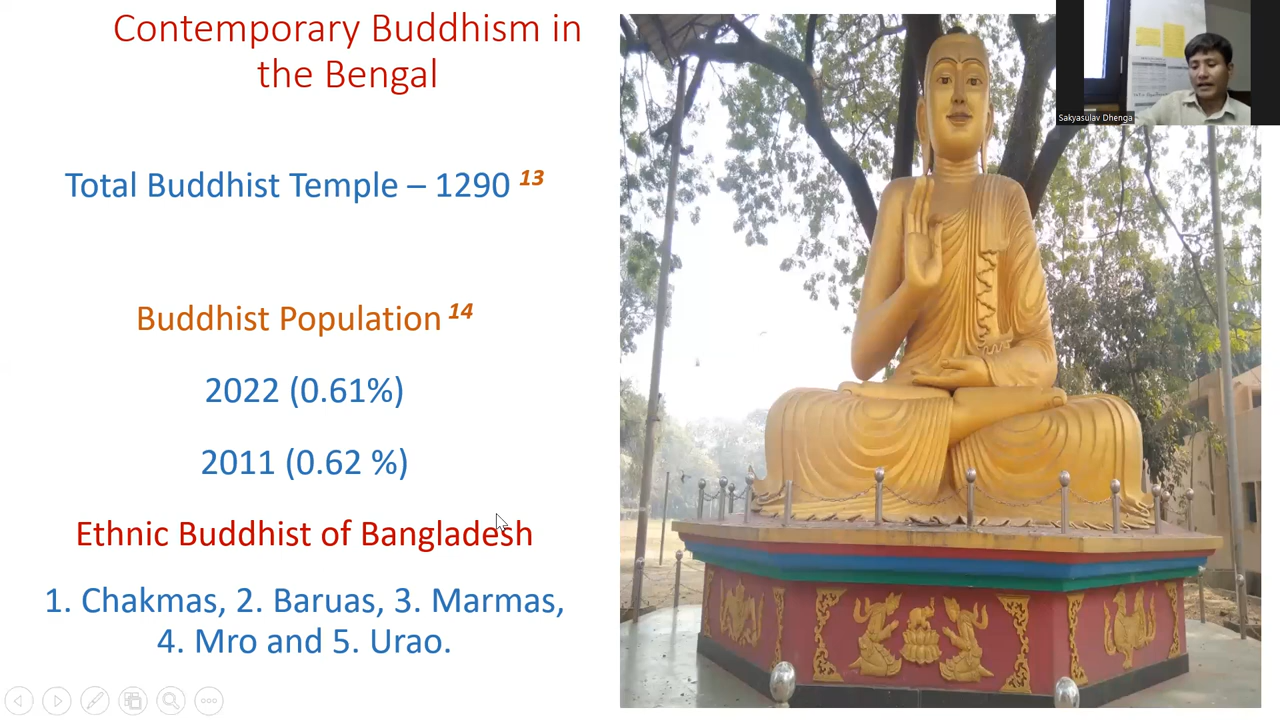 Contemporary Buddhism in
the Bengal
Total Buddhist Temple – 1290 13
Buddhist Population 14
2022 (0.61%)
2011 (0.62 %)
Ethnic Buddhist of Bangladesh
1. Chakmas, 2. Baruas, 3. Marmas,
4. Mro and 5. Urao.
Sakyasulav Dhenga